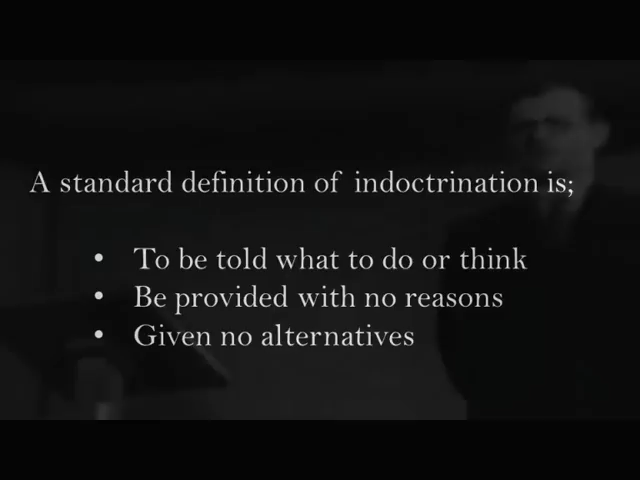 A standard definition of indoctrination is;
• To be told what to do or think
• Be provided with no reasons
• Given no alternatives